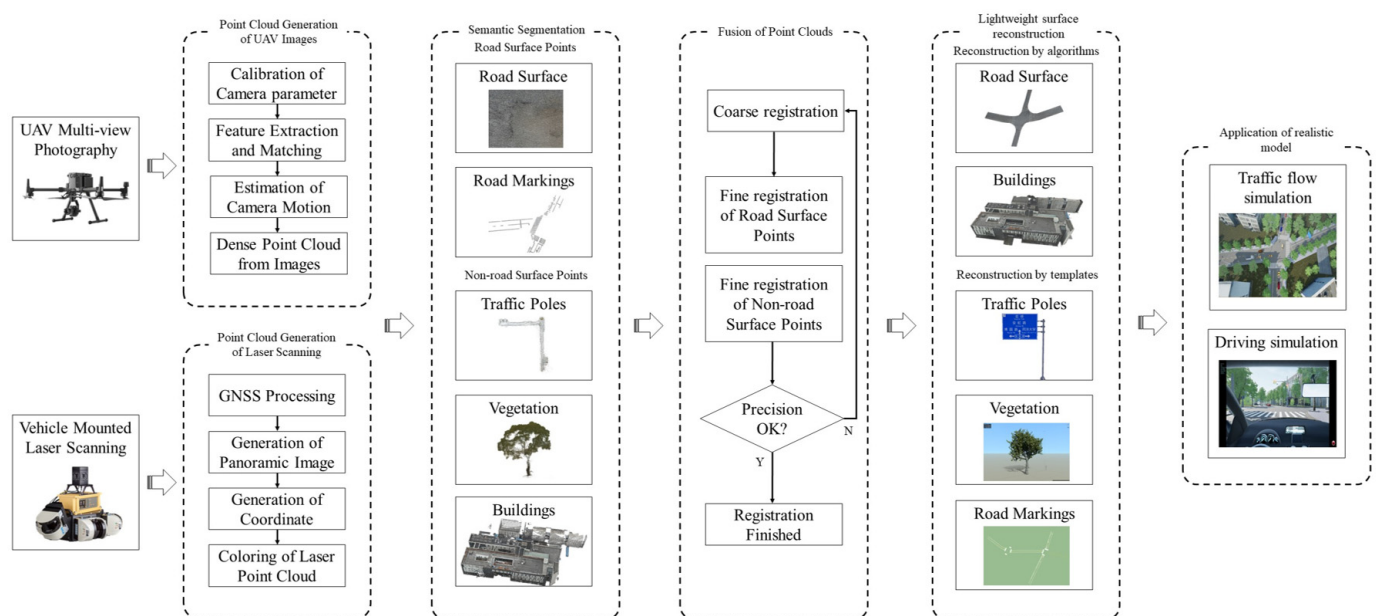 UAV Multi-view
Photography
Vehicle Mounted
Laser Scanning
Point Cloud Generation
of UAV Images
Calibration of
Camera parameter
Feature Extraction
and Matching
Estimation of
Camera Motion
Dense Point Cloud
from Images
Point Cloud Generation
of Laser Scanning
GNSS Processing
Generation of
Panoramic Image
Generation of
Coordinate
Coloring of Laser
Point Cloud
Semantic Segmentation
Road Surface Points
Road Surface
Road Markings
Non-road Surface Points
Traffic Poles
Vegetation
Buildings
Fusion of Point Clouds
Coarse registration
Fine registration
of Road Surface
Points
Fine registration
of Non-road
Surface Points
Precision
OK?
N
Y
Registration
Finished
Lightweight surface
reconstruction
Reconstruction by algorithms
Road Surface
Buildings
Reconstruction by templates
Traffic Poles
Vegetation
Road Markings
Application of realistic
model
Traffic flow
simulation
Driving simulation